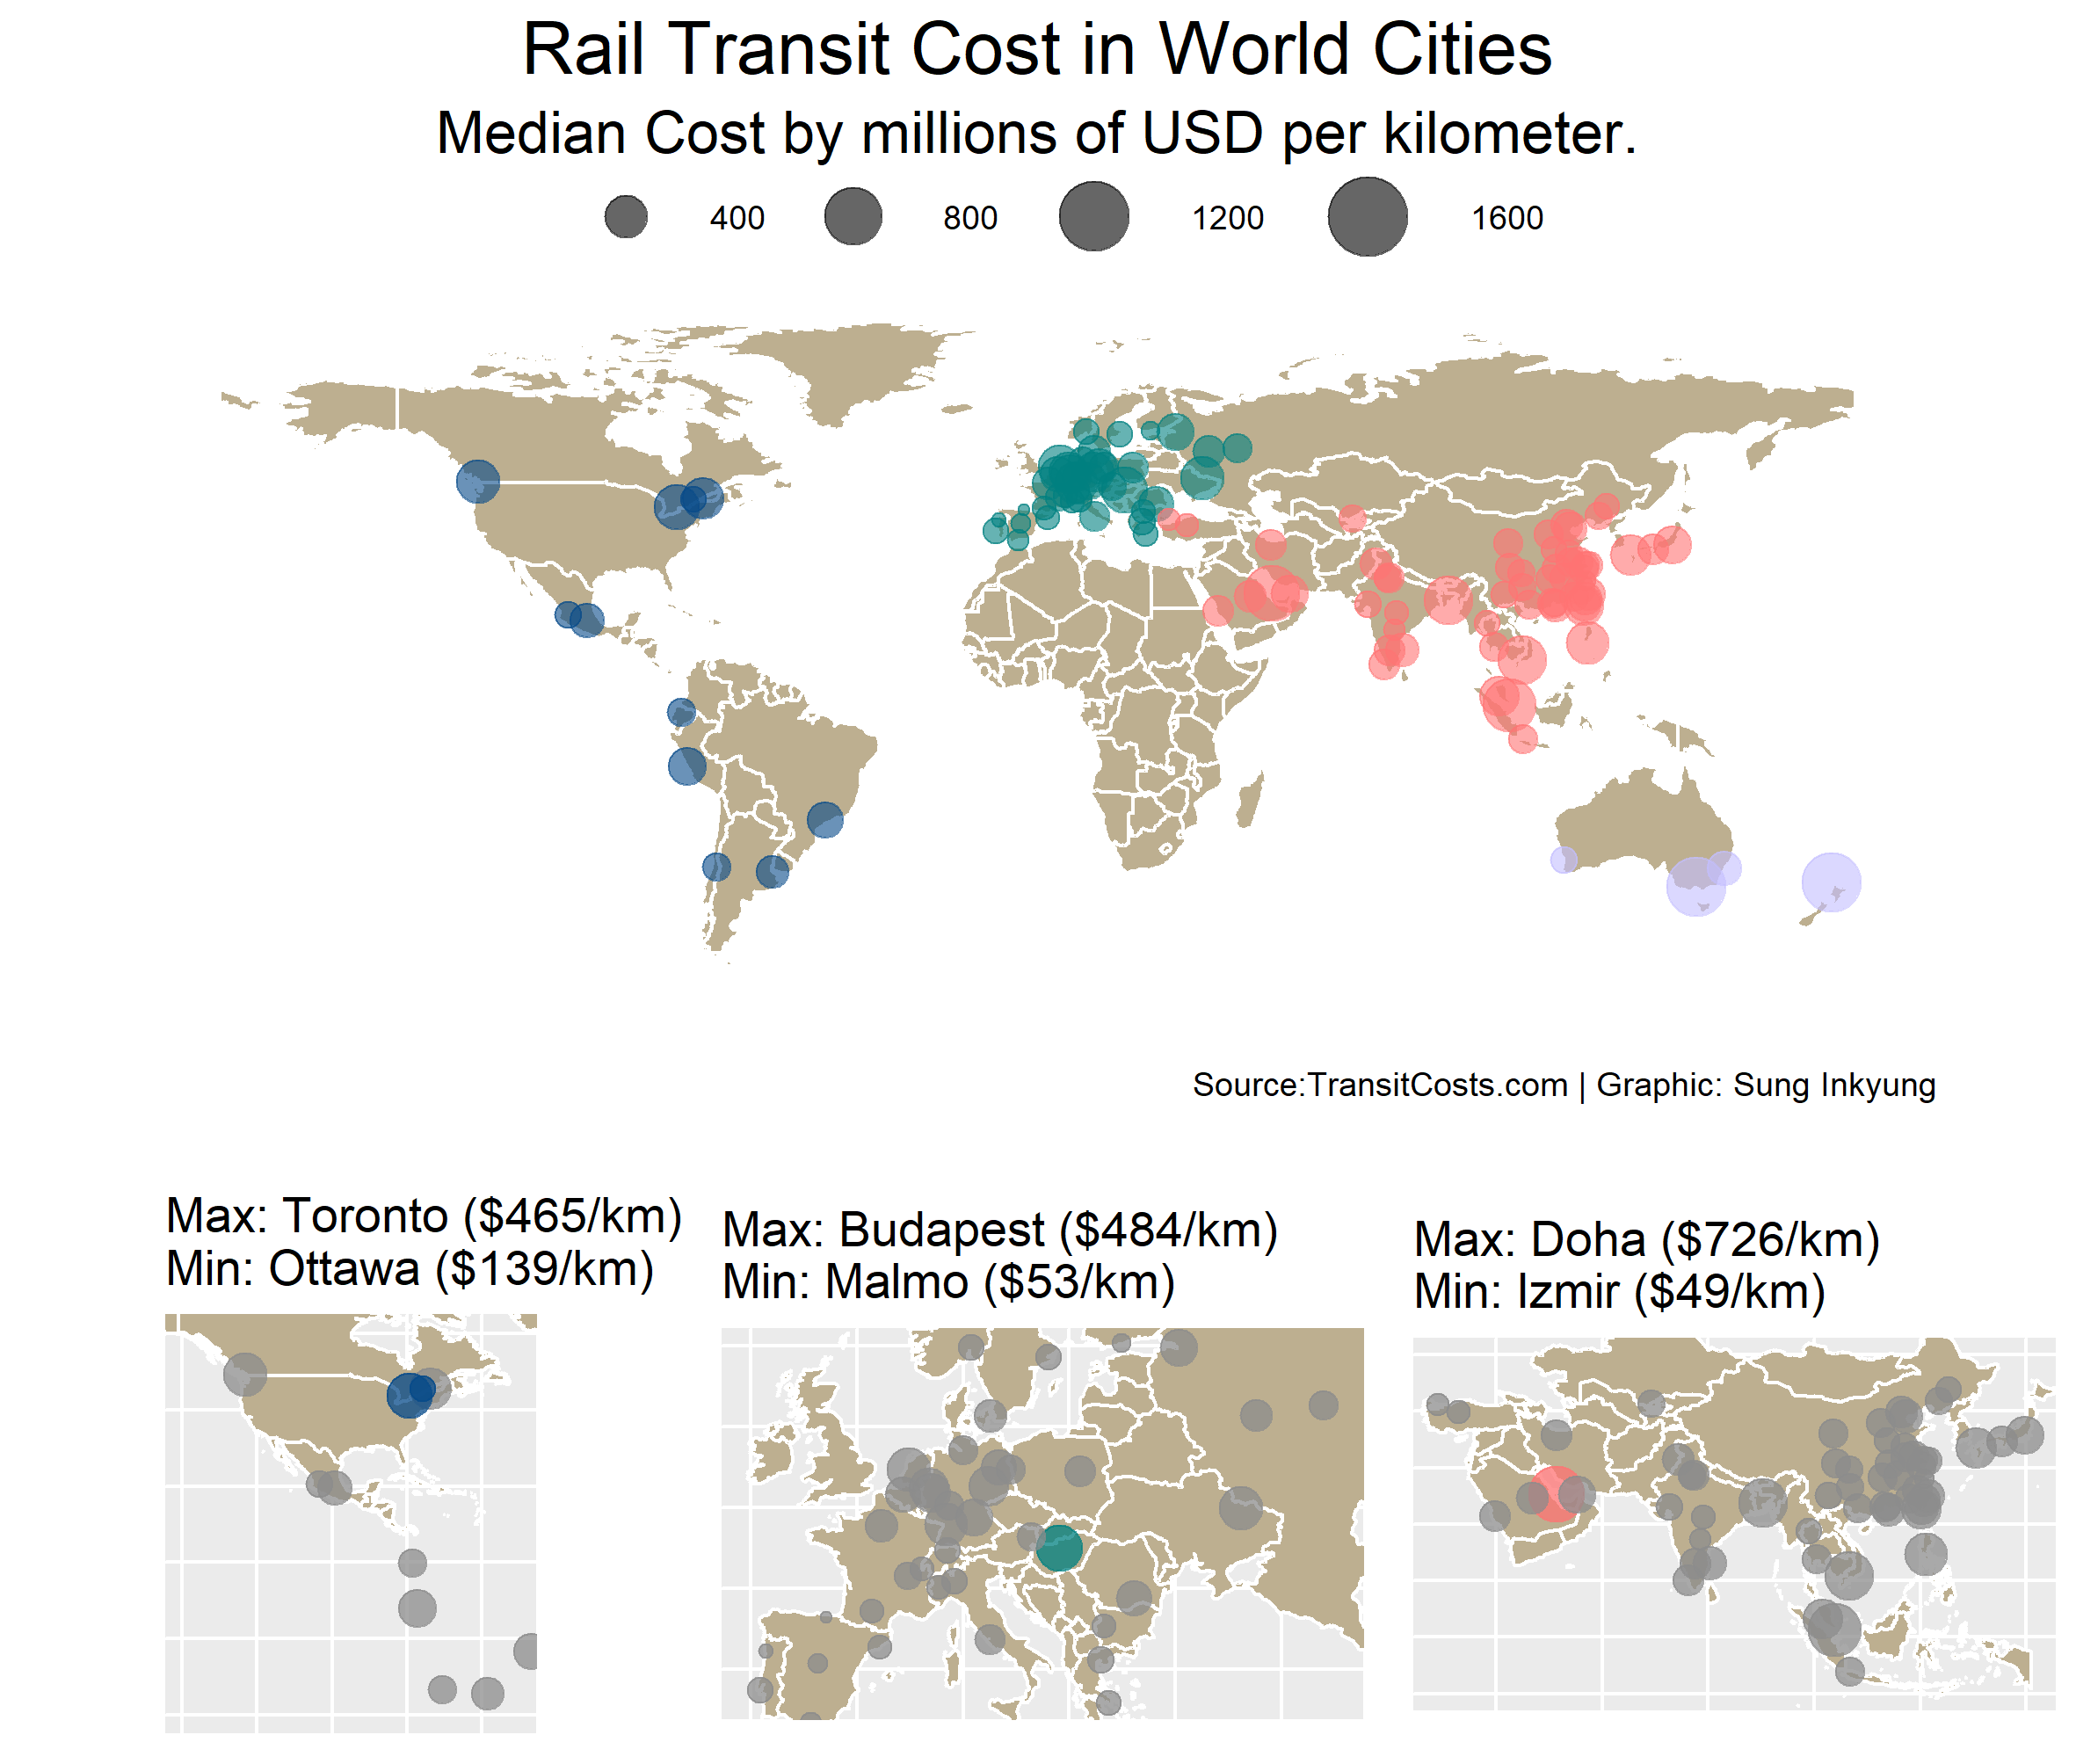 Rail Transit Cost in World Cities
Median Cost by millions of USD per kilometer.
400 800 1200 1600
Source:TransitCosts.com | Graphic: Sung Inkyung
Max: Toronto ($465/km)
Min: Ottawa ($139/km)
Max: Budapest ($484/km)
Min: Malmo ($53/km)
Max: Doha ($726/km)
Min: Izmir ($49/km)